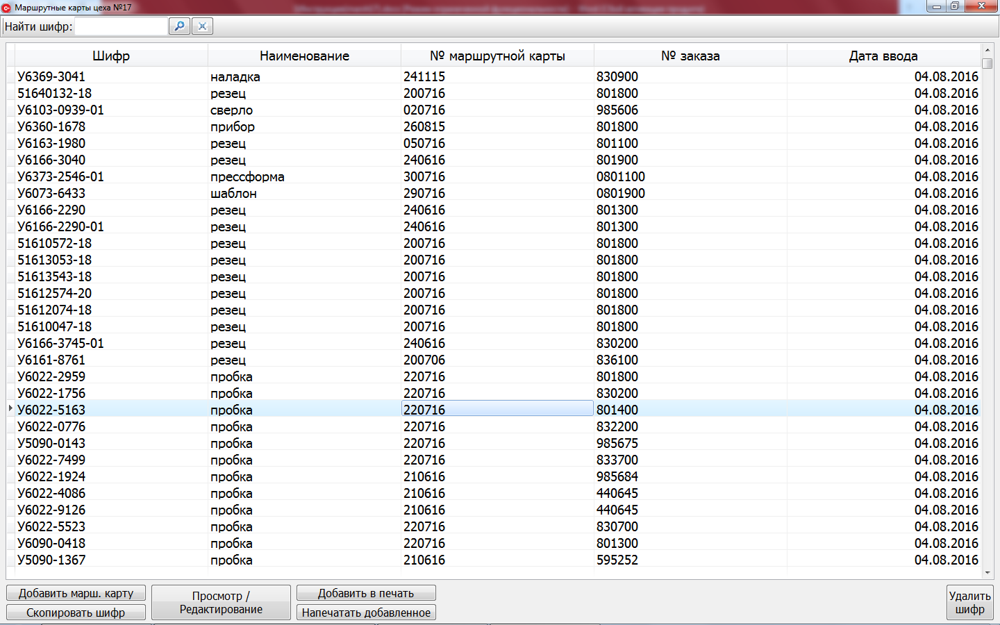 Маршрутные карты цеха №17
Найти шифр:
Шифр Наименование № маршрутной карты № заказа Дата ввода
У6369-3041 наладка 241115 830900 04.08.2016
51640132-18 резец 200716 801800 04.08.2016
У6103-0939-01 сверло 020716 985606 04.08.2016
У6360-1678 прибор 260815 801800 04.08.2016
У6163-1980 резец 050716 801100 04.08.2016
У6166-3040 резец 240616 801900 04.08.2016
У6373-2546-01 прессформа 300716 0801100 04.08.2016
У6073-6433 шаблон 290716 0801900 04.08.2016
У6166-2290 резец 240616 801300 04.08.2016
У6166-2290-01 резец 240616 801300 04.08.2016
51610572-18 резец 200716 801800 04.08.2016
51613053-18 резец 200716 801800 04.08.2016
51613543-18 резец 200716 801800 04.08.2016
51612574-20 резец 200716 801800 04.08.2016
51612074-18 резец 200716 801800 04.08.2016
51610047-18 резец 200716 801800 04.08.2016
У6166-3745-01 резец 240616 830200 04.08.2016
У6161-8761 резец 200706 836100 04.08.2016
У6022-2959 пробка 220716 801800 04.08.2016
У6022-1756 пробка 220716 830200 04.08.2016
У6022-5163 пробка 220716 801400 04.08.2016
У6022-0776 пробка 220716 832200 04.08.2016
У5090-0143 пробка 220716 985675 04.08.2016
У6022-7499 пробка 220716 833700 04.08.2016
У6022-1924 пробка 210616 985684 04.08.2016
У6022-4086 пробка 210616 440645 04.08.2016
У6022-9126 пробка 210616 440645 04.08.2016
У6022-5523 пробка 220716 830700 04.08.2016
У6090-0418 пробка 220716 801300 04.08.2016
У5090-1367 пробка 210616 595252 04.08.2016
Добавить марш. карту
Скопировать шифр
Просмотр /
Редактирование
Добавить в печать
Напечатать добавленное
Удалить
шифр